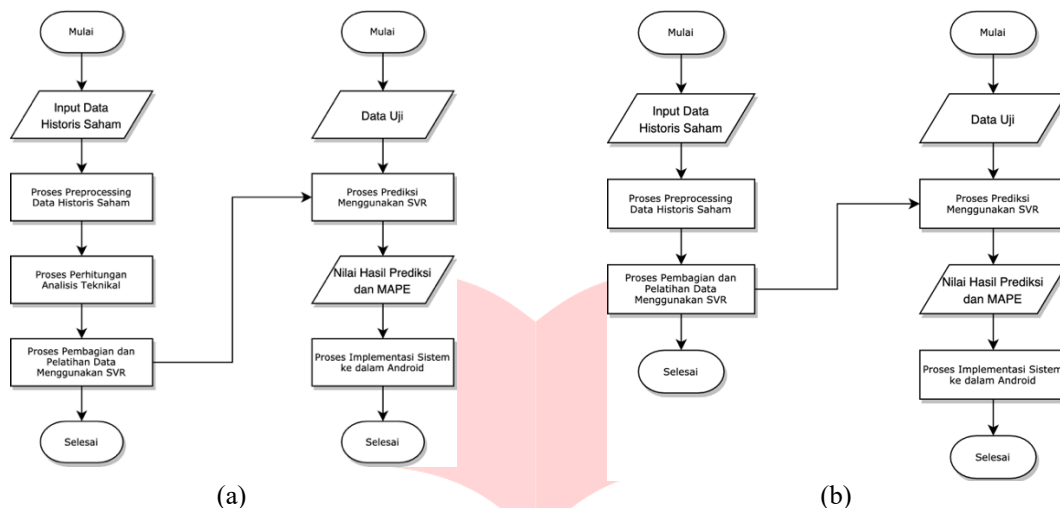 Mulai
Input Data
Historis Saham
Proses Preprocessing
Data Historis Saham
Proses Perhitungan
Analisis Teknikal
Proses Pembagian dan
Pelatihan Data
Menggunakan SVR
Selesai
Mulai
Data Uji
Proses Prediksi
Menggunakan SVR
Nilai Hasil Prediksi
dan MAPE
Proses Implementasi Sistem
ke dalam Android
Selesai
(a)
Mulai
Input Data
Historis Saham
Proses Preprocessing
Data Historis Saham
Proses Pembagian dan
Pelatihan Data
Menggunakan SVR
Selesai
Mulai
Data Uji
Proses Prediksi
Menggunakan SVR
Nilai Hasil Prediksi
dan MAPE
Proses Implementasi Sistem
ke dalam Android
Selesai
(b)